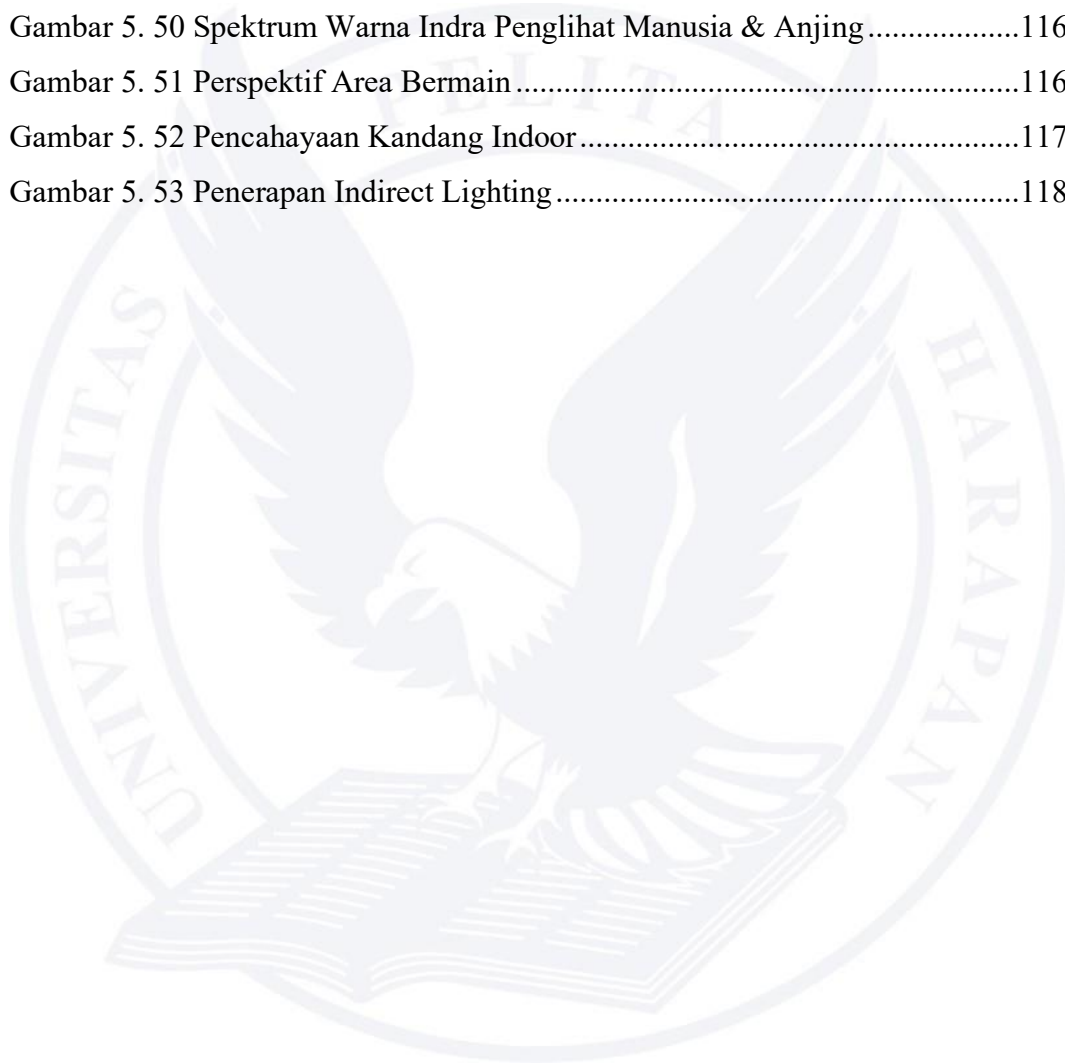 Gambar 5. 50 Spektrum Warna Indra Penglihat Manusia & Anjing...................116
Gambar 5. 51 Perspektif Area Bermain................................................................116
Gambar 5. 52 Pencahayaan Kandang Indoor........................................................117
Gambar 5. 53 Penerapan Indirect Lighting...........................................................118
UNIVERSITAS PELITA HARAPAN